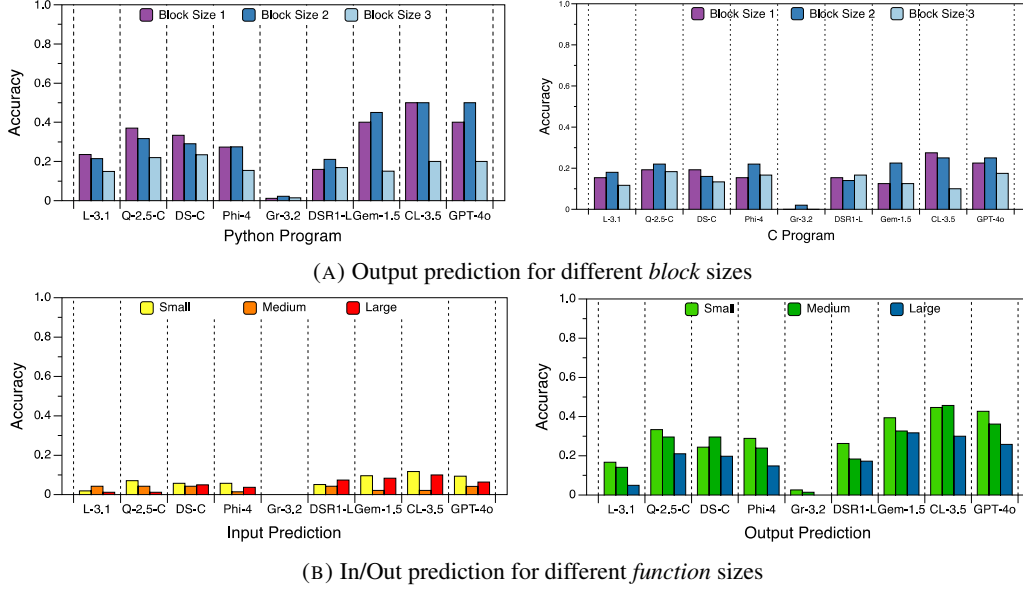 Block Size 1 Block Size 2 Block Size 3
1.0
0.8
0.6
0.4
0.2
0
Accuracy
L-3.1 Q-2.5-C DS-C Phi-4 Gr-3.2 DSR1-L Gem-1.5 CL-3.5 GPT-4o
Python Program
Block Size 1 Block Size 2 Block Size 3
1.0
0.8
0.6
0.4
0.2
0
Accuracy
L-3.1 Q-2.5-C DS-C Phi-4 Gr-3.2 DSR1-L Gem-1.5 CL-3.5 GPT-4o
C Program
(A) Output prediction for different block sizes
Small Medium Large
1.0
0.8
0.6
0.4
0.2
0
Accuracy
L-3.1 Q-2.5-C DS-C Phi-4 Gr-3.2 DSR1-L Gem-1.5 CL-3.5 GPT-4o
Input Prediction
Small Medium Large
1.0
0.8
0.6
0.4
0.2
0
Accuracy
L-3.1 Q-2.5-C DS-C Phi-4 Gr-3.2 DSR1-L Gem-1.5 CL-3.5 GPT-4o
Output Prediction
(B) In/Out prediction for different function sizes